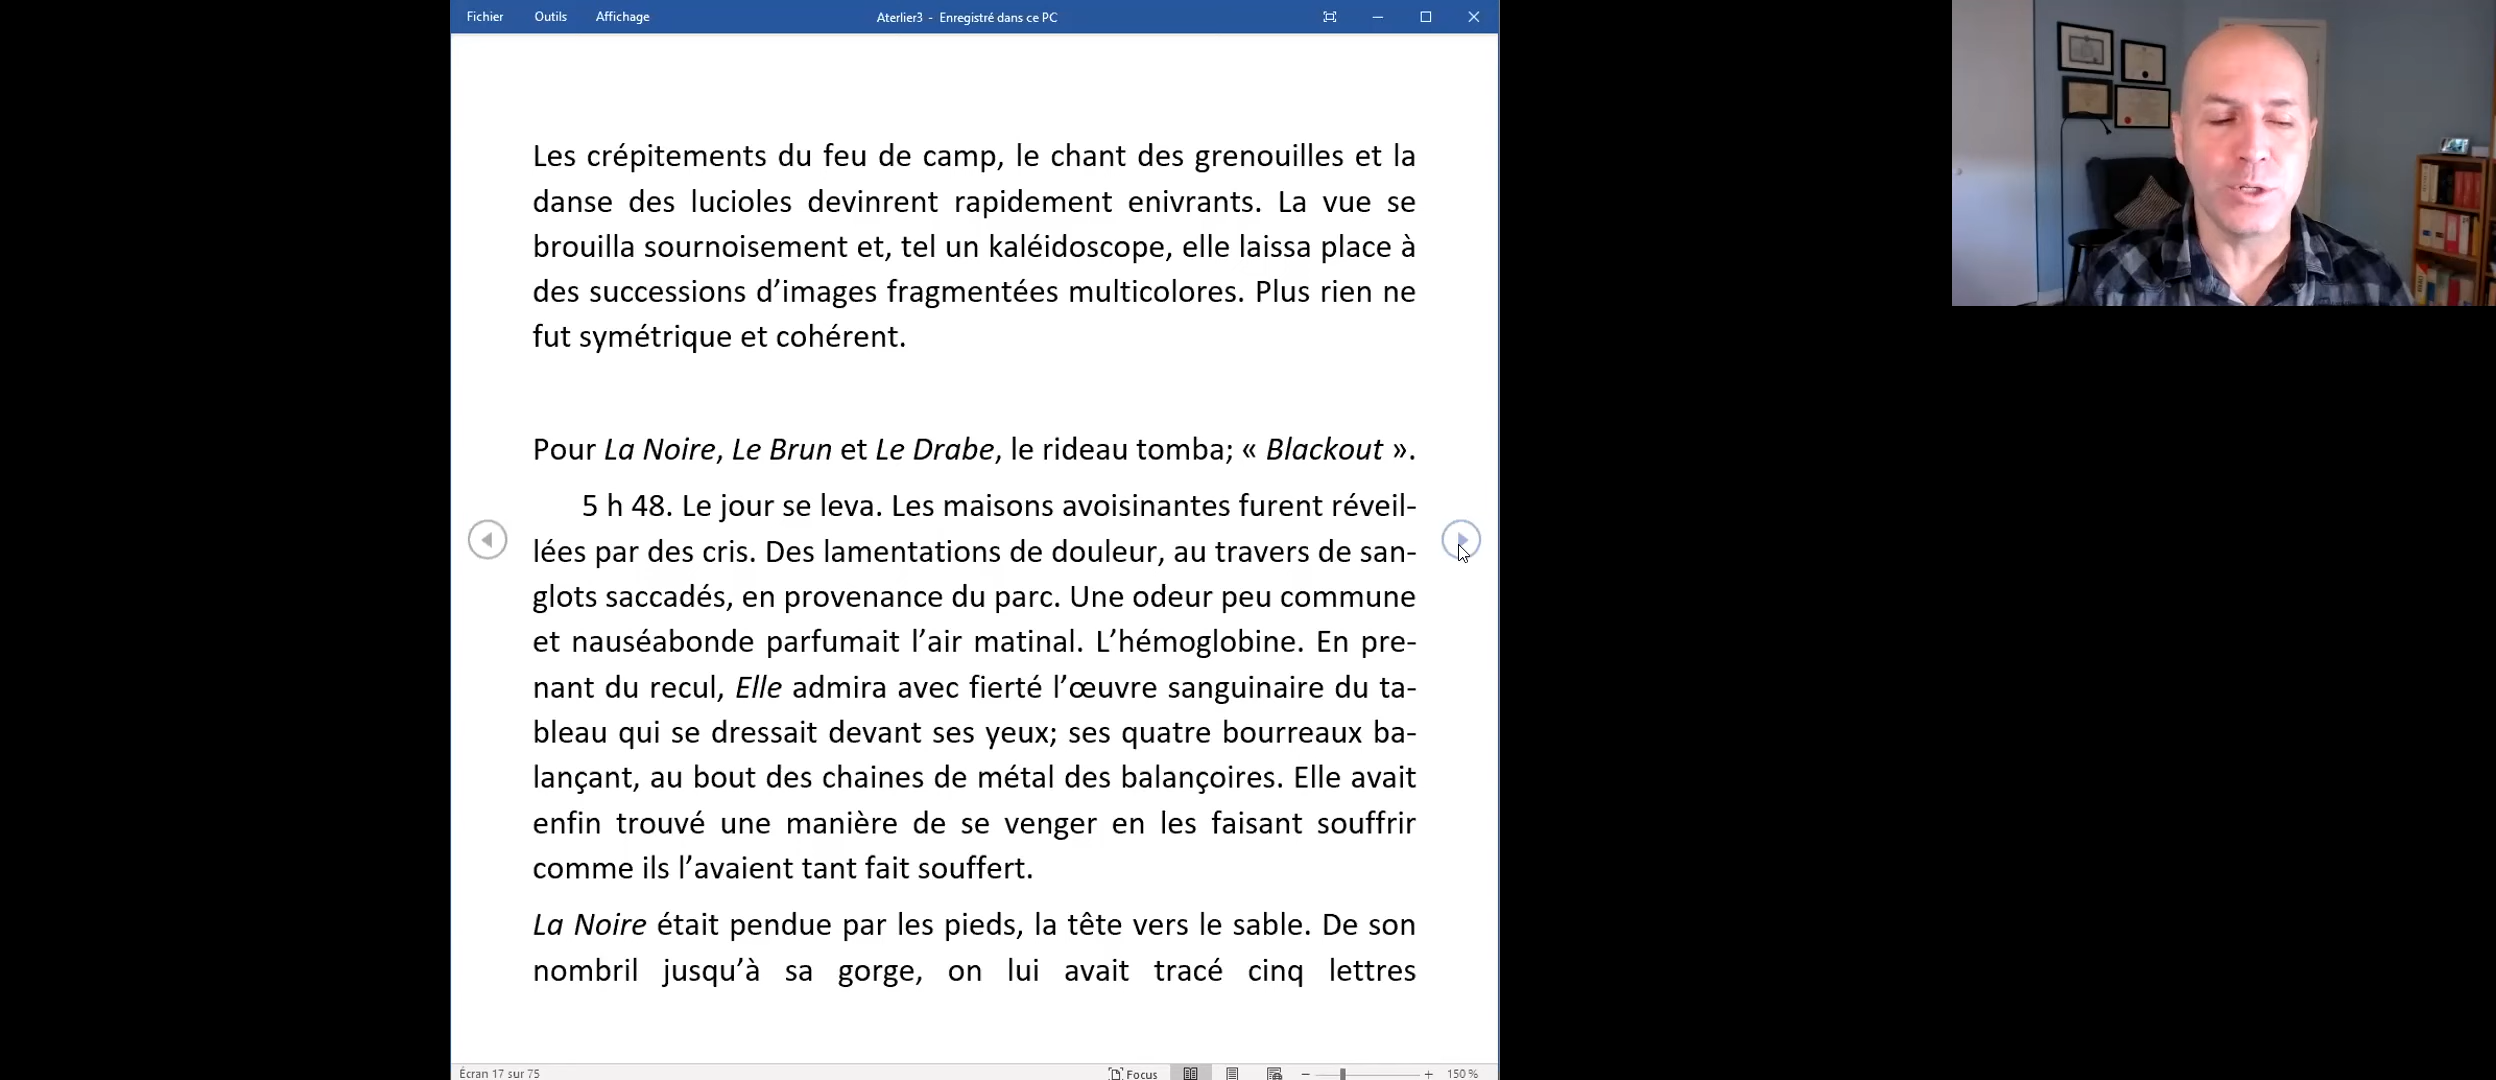 Fichier Outils Affichage Aterlier3 - Enregistré dans ce PC
Les crépitements du feu de camp, le chant des grenouilles et la
danse des lucioles devinrent rapidement enivrants. La vue se
brouilla sournoisement et, tel un kaléidoscope, elle laissa place à
des successions d’images fragmentées multicolores. Plus rien ne
fut symétrique et cohérent.
Pour La Noire, Le Brun et Le Drabe, le rideau tomba; « Blackout ».
5 h 48. Le jour se leva. Les maisons avoisinantes furent réveil-
lées par des cris. Des lamentations de douleur, au travers de san-
glots saccadés, en provenance du parc. Une odeur peu commune
et nauséabonde parfumait l’air matinal. L’hémoglobine. En pre-
nant du recul, Elle admira avec fierté l’œuvre sanguinaire du ta-
bleau qui se dressait devant ses yeux; ses quatre bourreaux ba-
lançant, au bout des chaines de métal des balançoires. Elle avait
enfin trouvé une manière de se venger en les faisant souffrir
comme ils l’avaient tant fait souffert.
La Noire était pendue par les pieds, la tête vers le sable. De son
nombril jusqu’à sa gorge, on lui avait tracé cinq lettres
Écran 17 sur 75 Focus 150 %